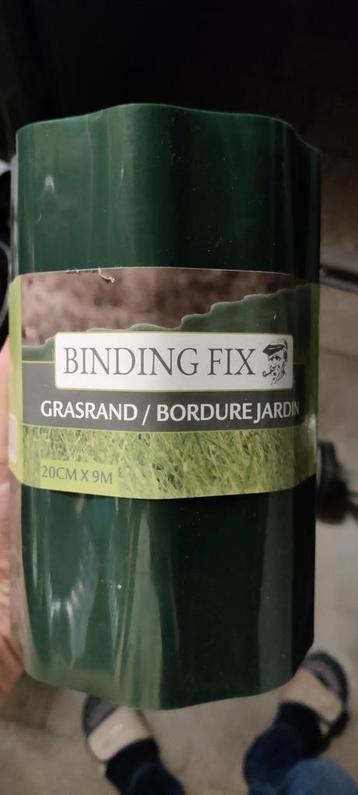 BINDING FIX
GRASRAND / BORDURE JARDIN
20CM X 9M